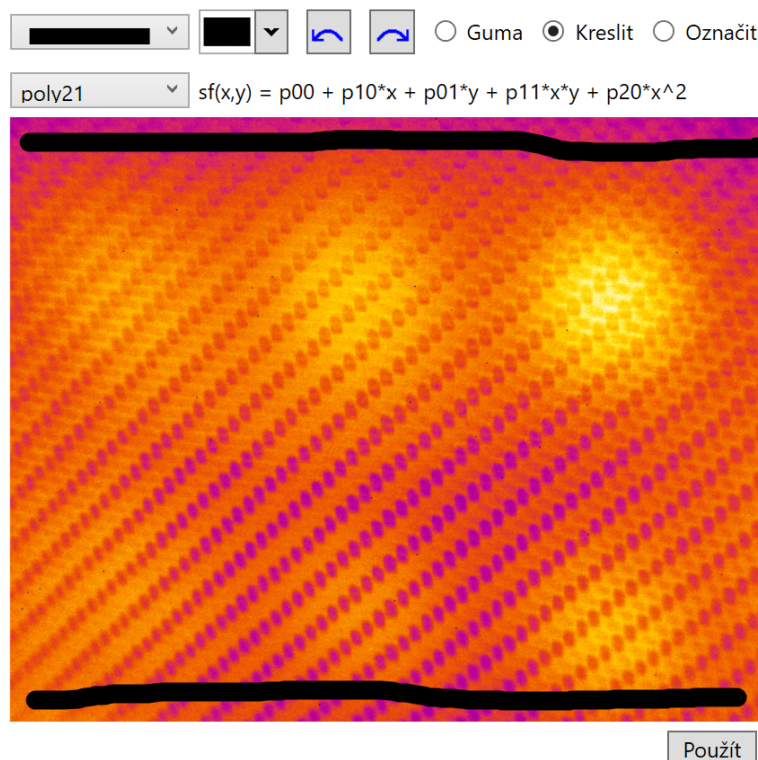 Guma Kreslit Označit
poly21 sf(x,y) = p00 + p10*x + p01*y + p11*x*y + p20*x^2
Použít